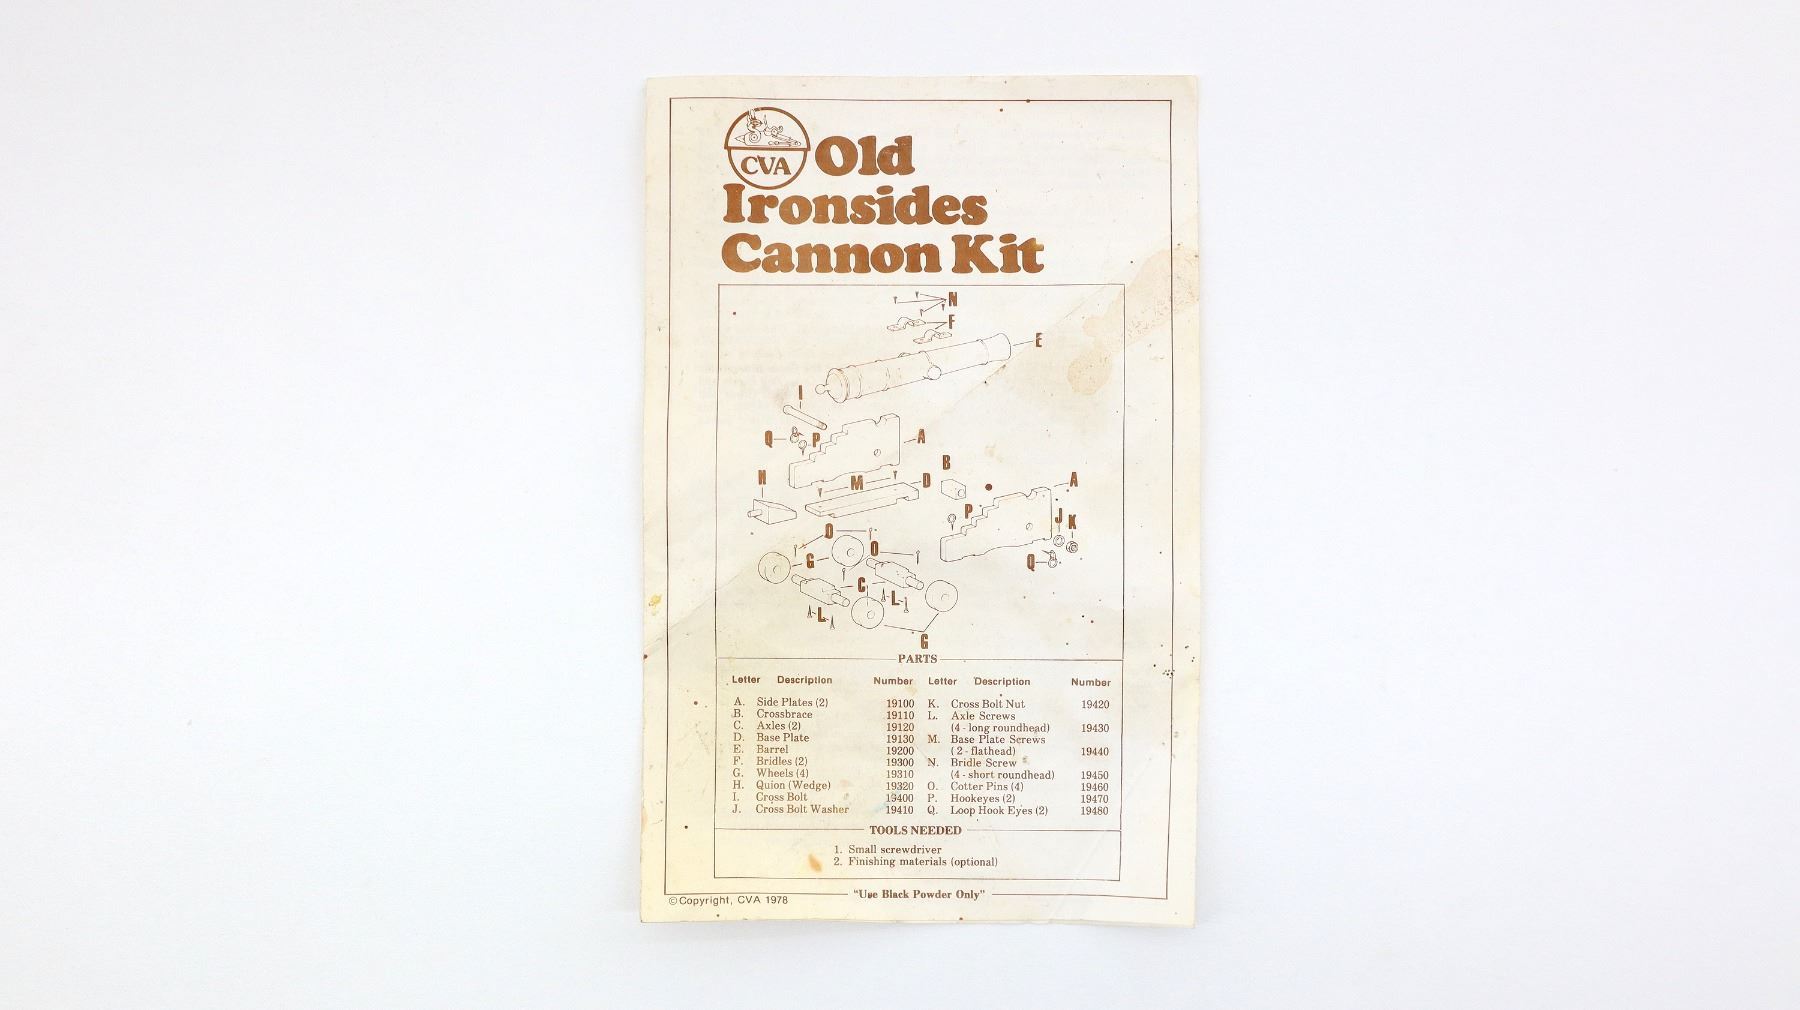 CVA
Old
Ironsides
Cannon Kit
N
F
E
I
Q
P
A
H
M
D
B
A
P
J
K
O
G
O
Q
C
L
L
G
PARTS
Letter Description Number Letter Description Number
A. Side Plates (2) 19100 K. Cross Bolt Nut 19420
B. Crossbrace 19110 L. Axle Screws
C. Axles (2) 19120 (4 - long roundhead) 19430
D. Base Plate 19130 M. Base Plate Screws
E. Barrel 19200 ( 2 - flathead) 19440
F. Bridles (2) 19300 N. Bridle Screw
G. Wheels (4) 19310 (4 - short roundhead) 19450
H. Quion (Wedge) 19320 O. Cotter Pins (4) 19460
I. Cross Bolt 19400 P. Hookeyes (2) 19470
J. Cross Bolt Washer 19410 Q. Loop Hook Eyes (2) 19480
TOOLS NEEDED
1. Small screwdriver
2. Finishing materials (optional)
"Use Black Powder Only"
©Copyright, CVA 1978